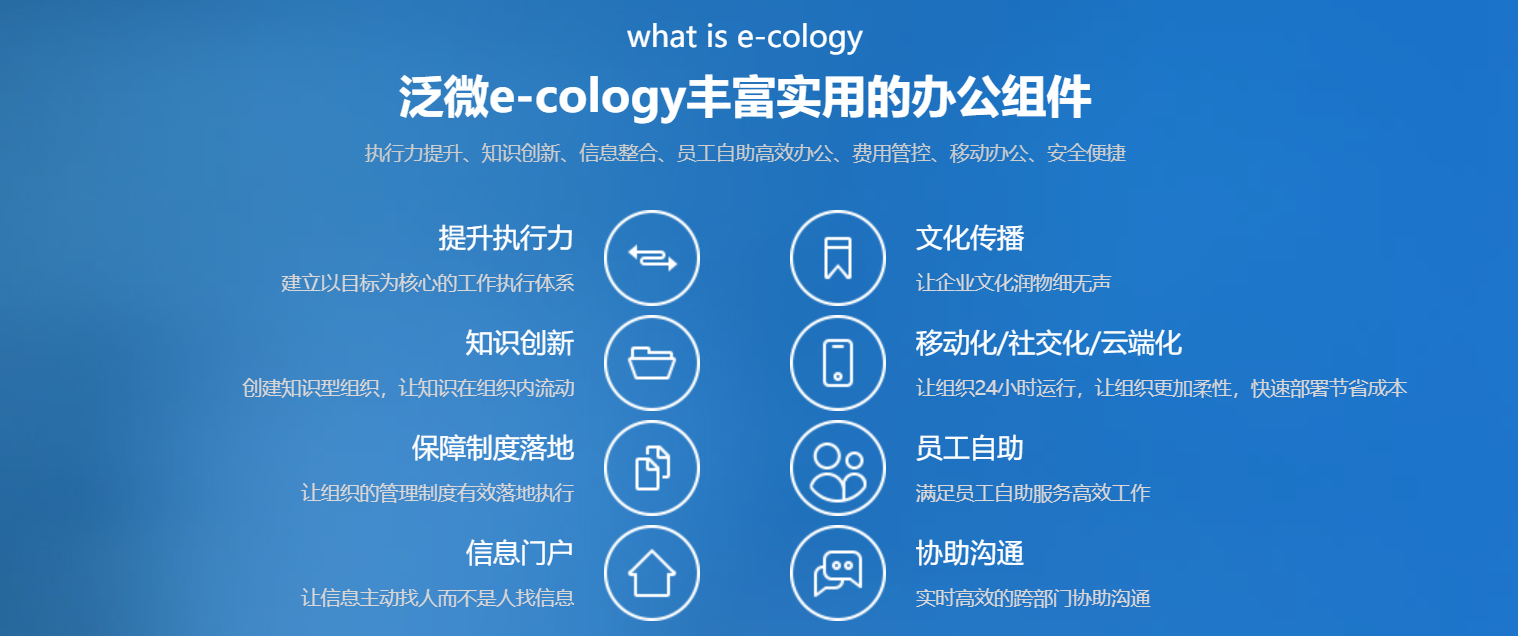 what is e-cology
泛微e-cology丰富实用的办公组件
执行力提升、知识创新、信息整合、员工自助高效办公、费用管控、移动办公、安全便捷
提升执行力
建立以目标为核心的工作执行体系
知识创新
创建知识型组织，让知识在组织内流动
保障制度落地
让组织的管理制度有效落地执行
信息门户
让信息主动找人而不是人找信息
文化传播
让企业文化润物细无声
移动化/社交化/云端化
让组织24小时运行，让组织更加柔性，快速部署节省成本
员工自助
满足员工自助服务高效工作
协助沟通
实时高效的跨部门协助沟通